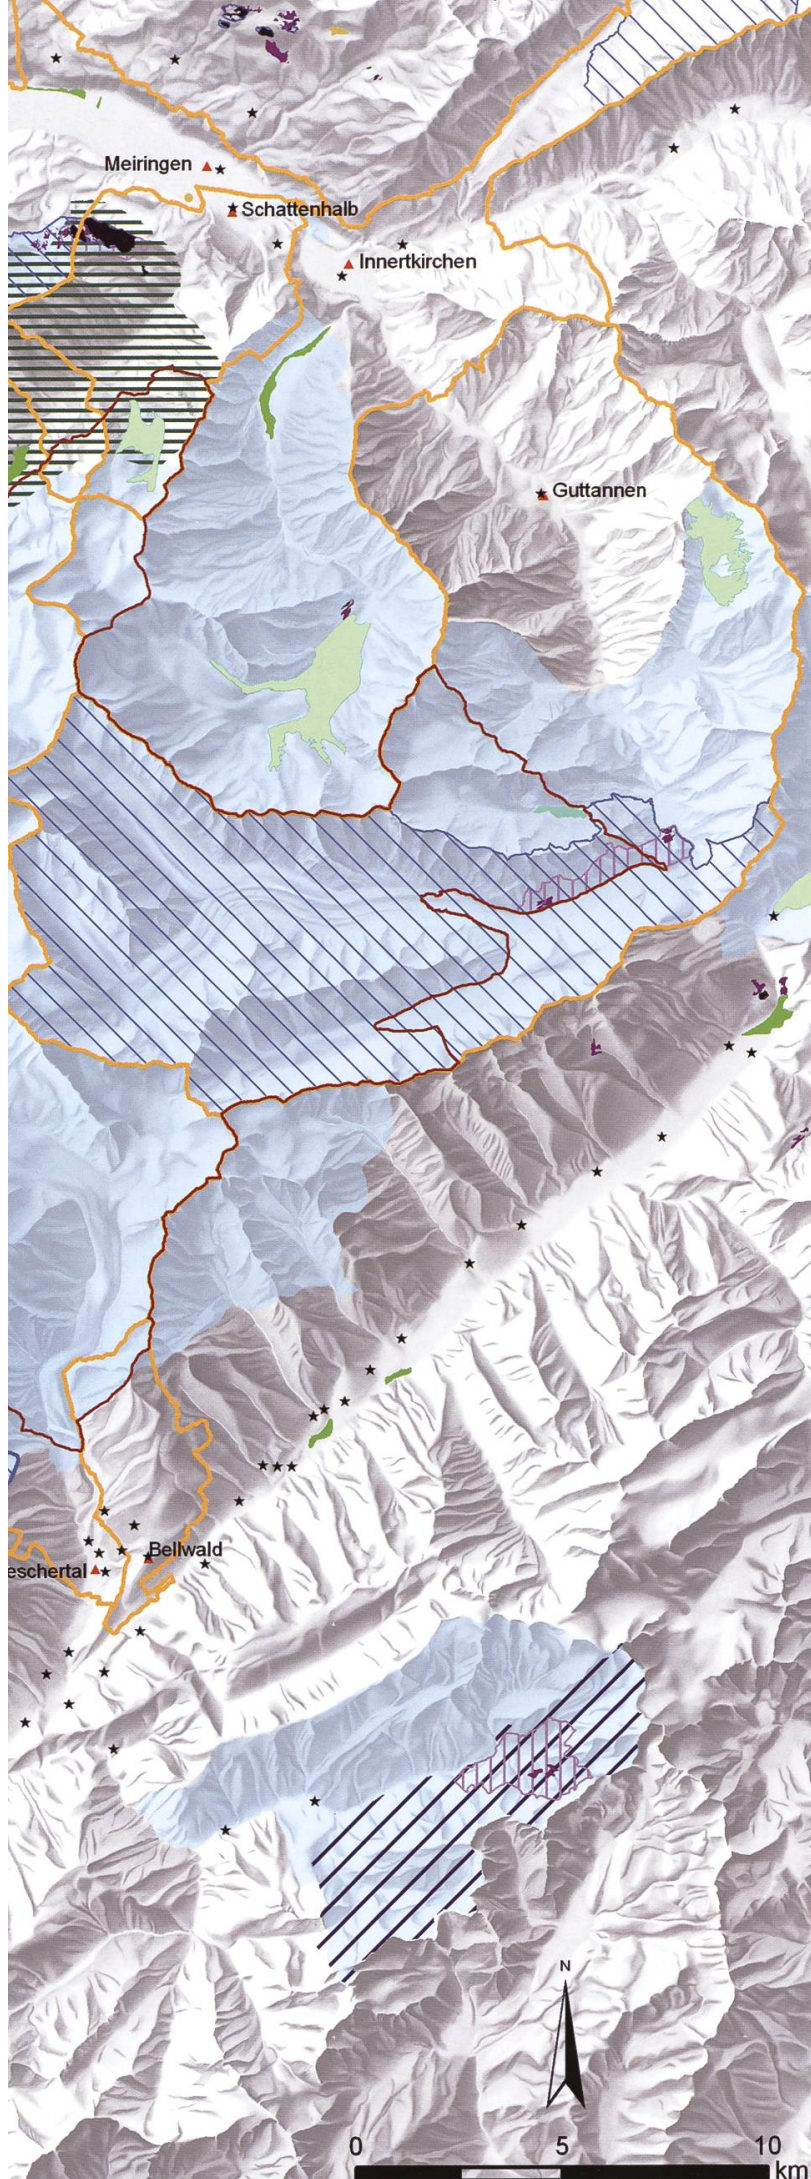 Meiringen
Schattenhalb
Innertkirchen
Guttannen
Bellwald
eschertal
N
0 5 10
km